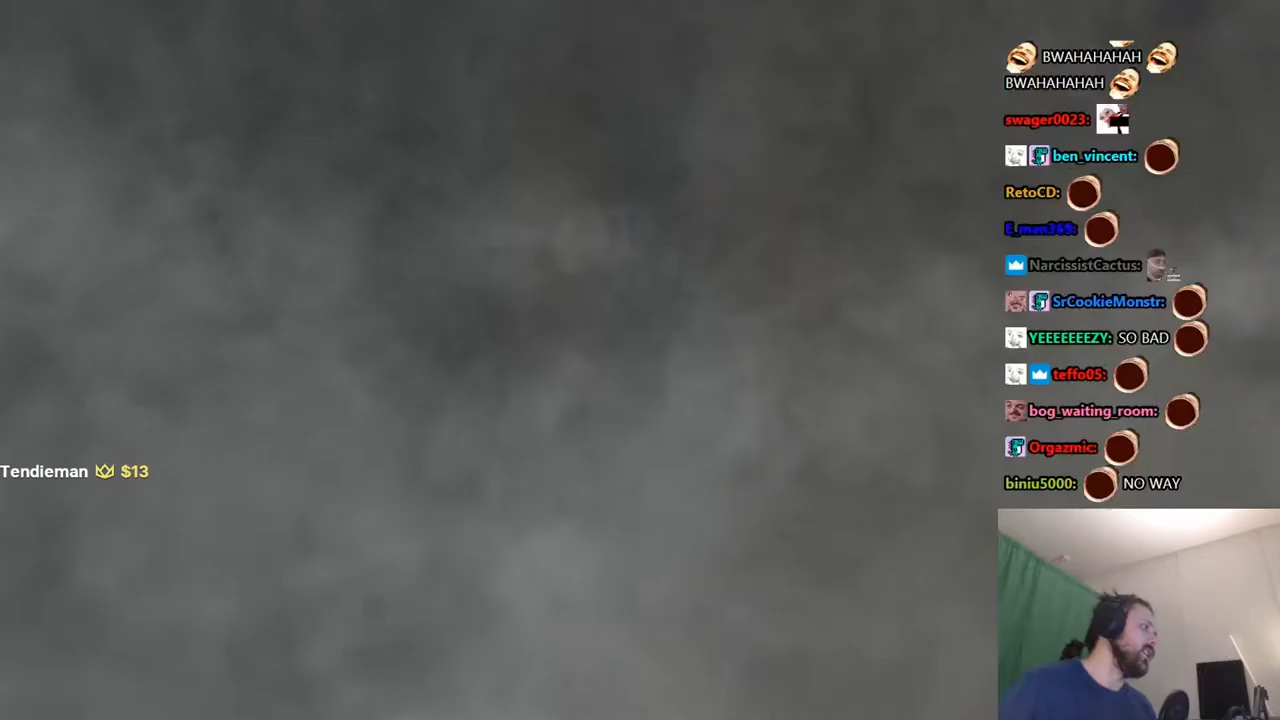 BWAHAHAHAH
BWAHAHAHAH
swager0023:
ben_vincent:
RetoCD:
E_man369:
NarcissistCactus:
SrCookieMonstr:
YEEEEEEZY: SO BAD
teffo05:
bog_waiting_room:
Tendieman $13
Orgazmic:
biniu5000: NO WAY